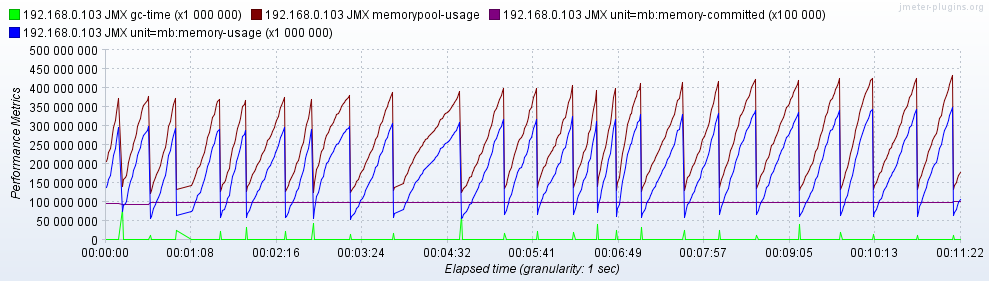 jmeter-plugins.org
192.168.0.103 JMX gc-time (x1 000 000) 192.168.0.103 JMX memorypool-usage 192.168.0.103 JMX unit=mb:memory-committed (x100 000)
192.168.0.103 JMX unit=mb:memory-usage (x1 000 000)
500 000 000
450 000 000
400 000 000
350 000 000
300 000 000
250 000 000
200 000 000
150 000 000
100 000 000
50 000 000
0
Performance Metrics
00:00:00 00:01:08 00:02:16 00:03:24 00:04:32 00:05:41 00:06:49 00:07:57 00:09:05 00:10:13 00:11:22
Elapsed time (granularity: 1 sec)